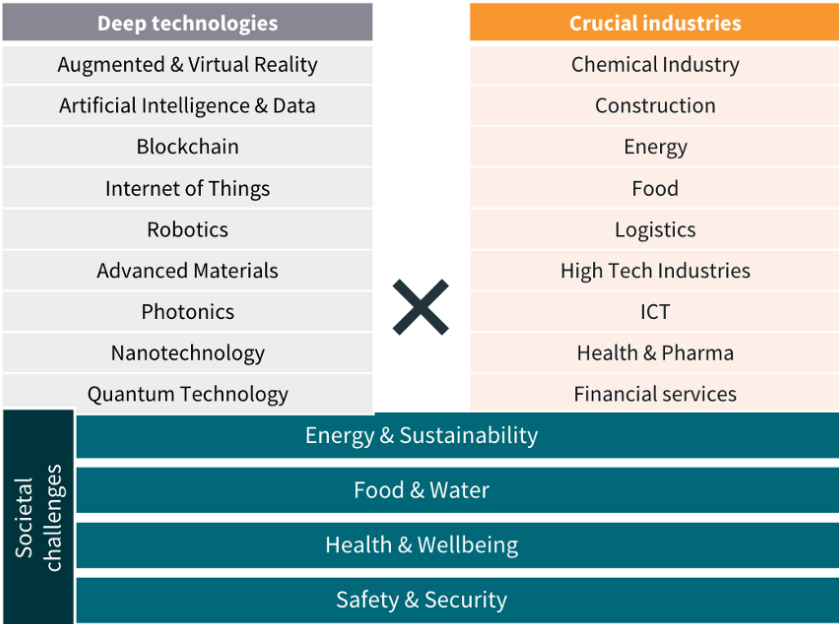 Deep technologies
Augmented & Virtual Reality
Artificial Intelligence & Data
Blockchain
Internet of Things
Robotics
Advanced Materials
Photonics
Nanotechnology
Quantum Technology
Crucial industries
Chemical Industry
Construction
Energy
Food
Logistics
High Tech Industries
ICT
Health & Pharma
Financial services
Societal
challenges
Energy & Sustainability
Food & Water
Health & Wellbeing
Safety & Security